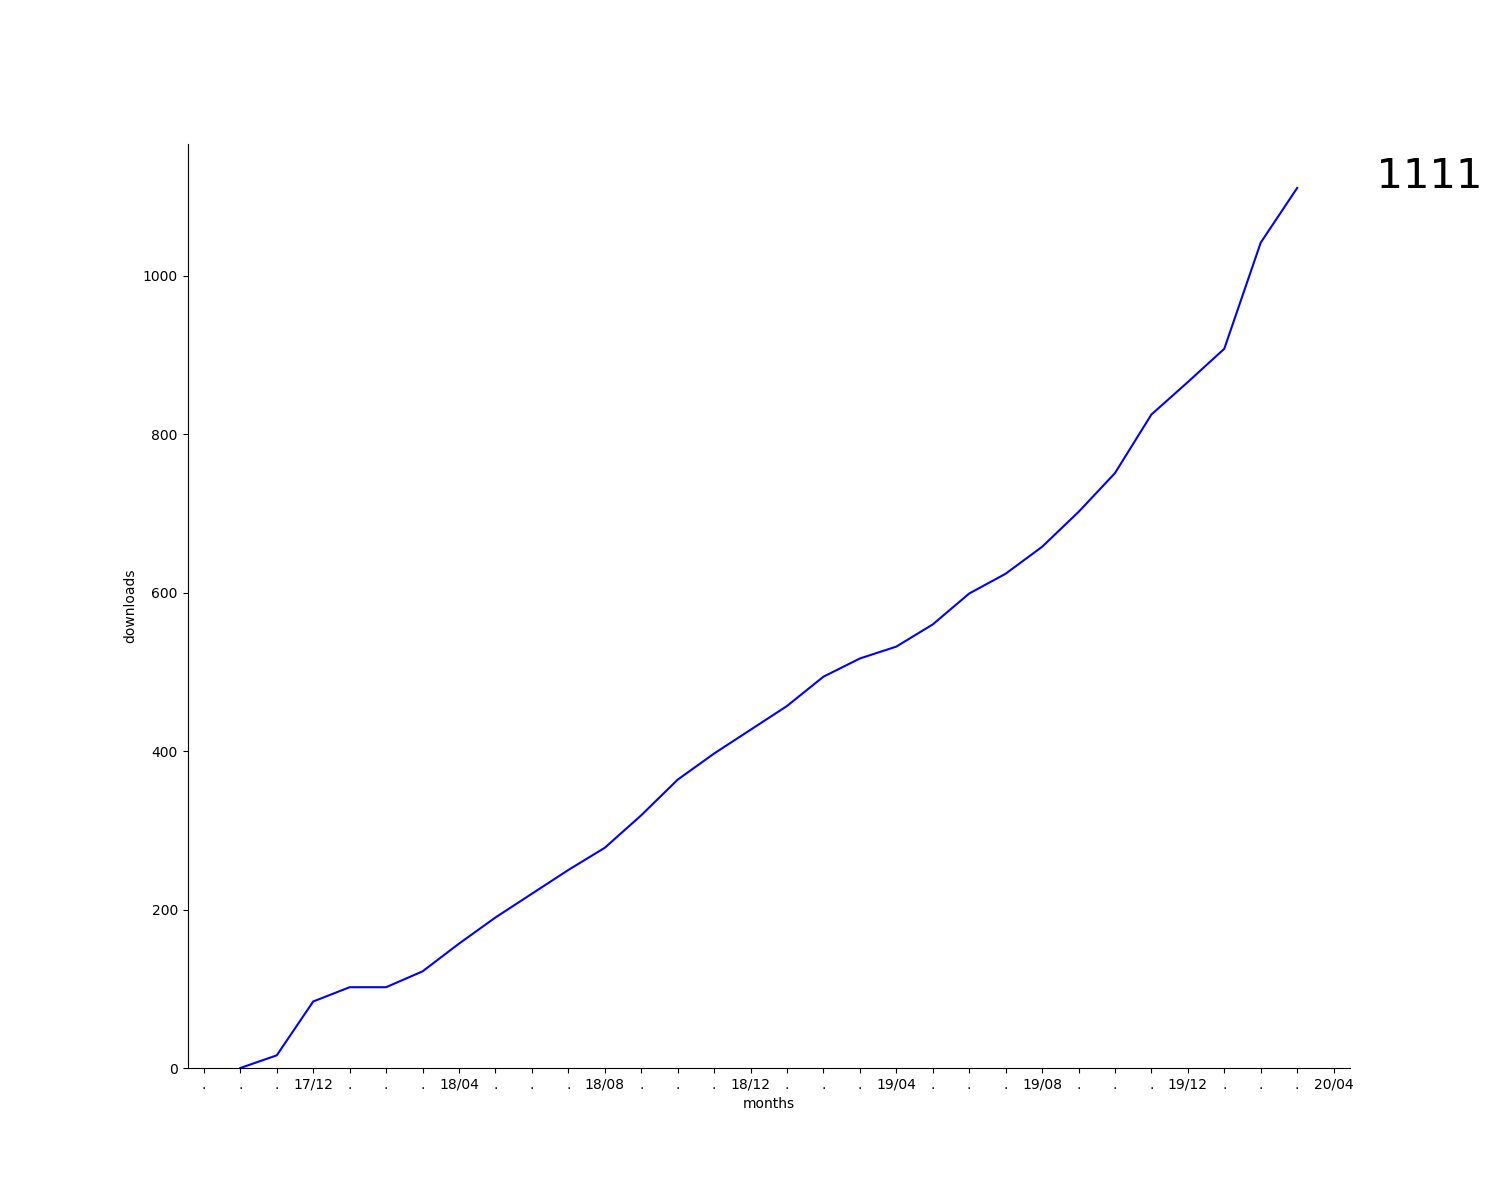 1111
1000
800
600
400
200
0
downloads
. . . 17/12 . . . 18/04 . . . 18/08 . . . 18/12 . . . 19/04 . . . 19/08 . . . 19/12 . . . 20/04
months